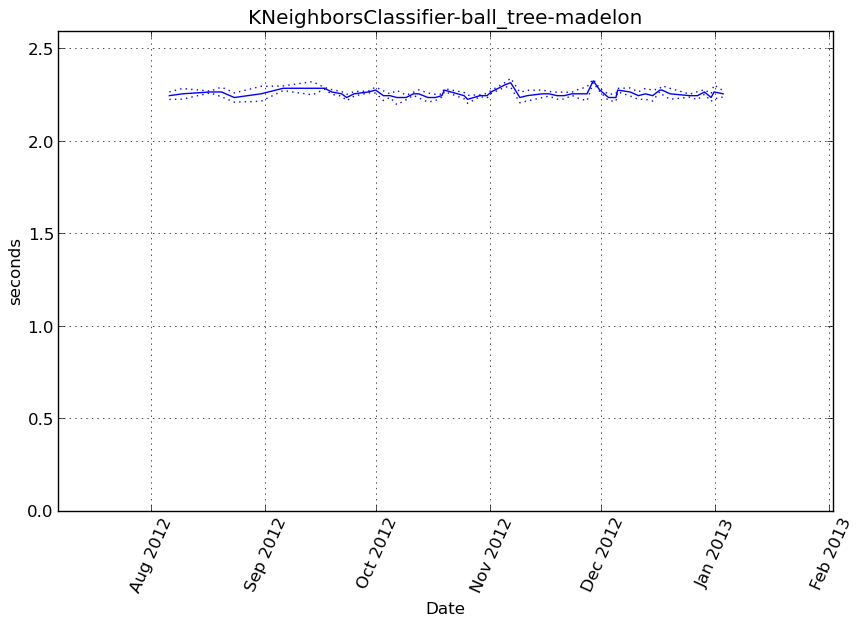 KNeighborsClassifier-ball_tree-madelon
2.5
2.0
1.5
1.0
0.5
0.0
seconds
Aug 2012
Sep 2012
Oct 2012
Nov 2012
Dec 2012
Jan 2013
Feb 2013
Date